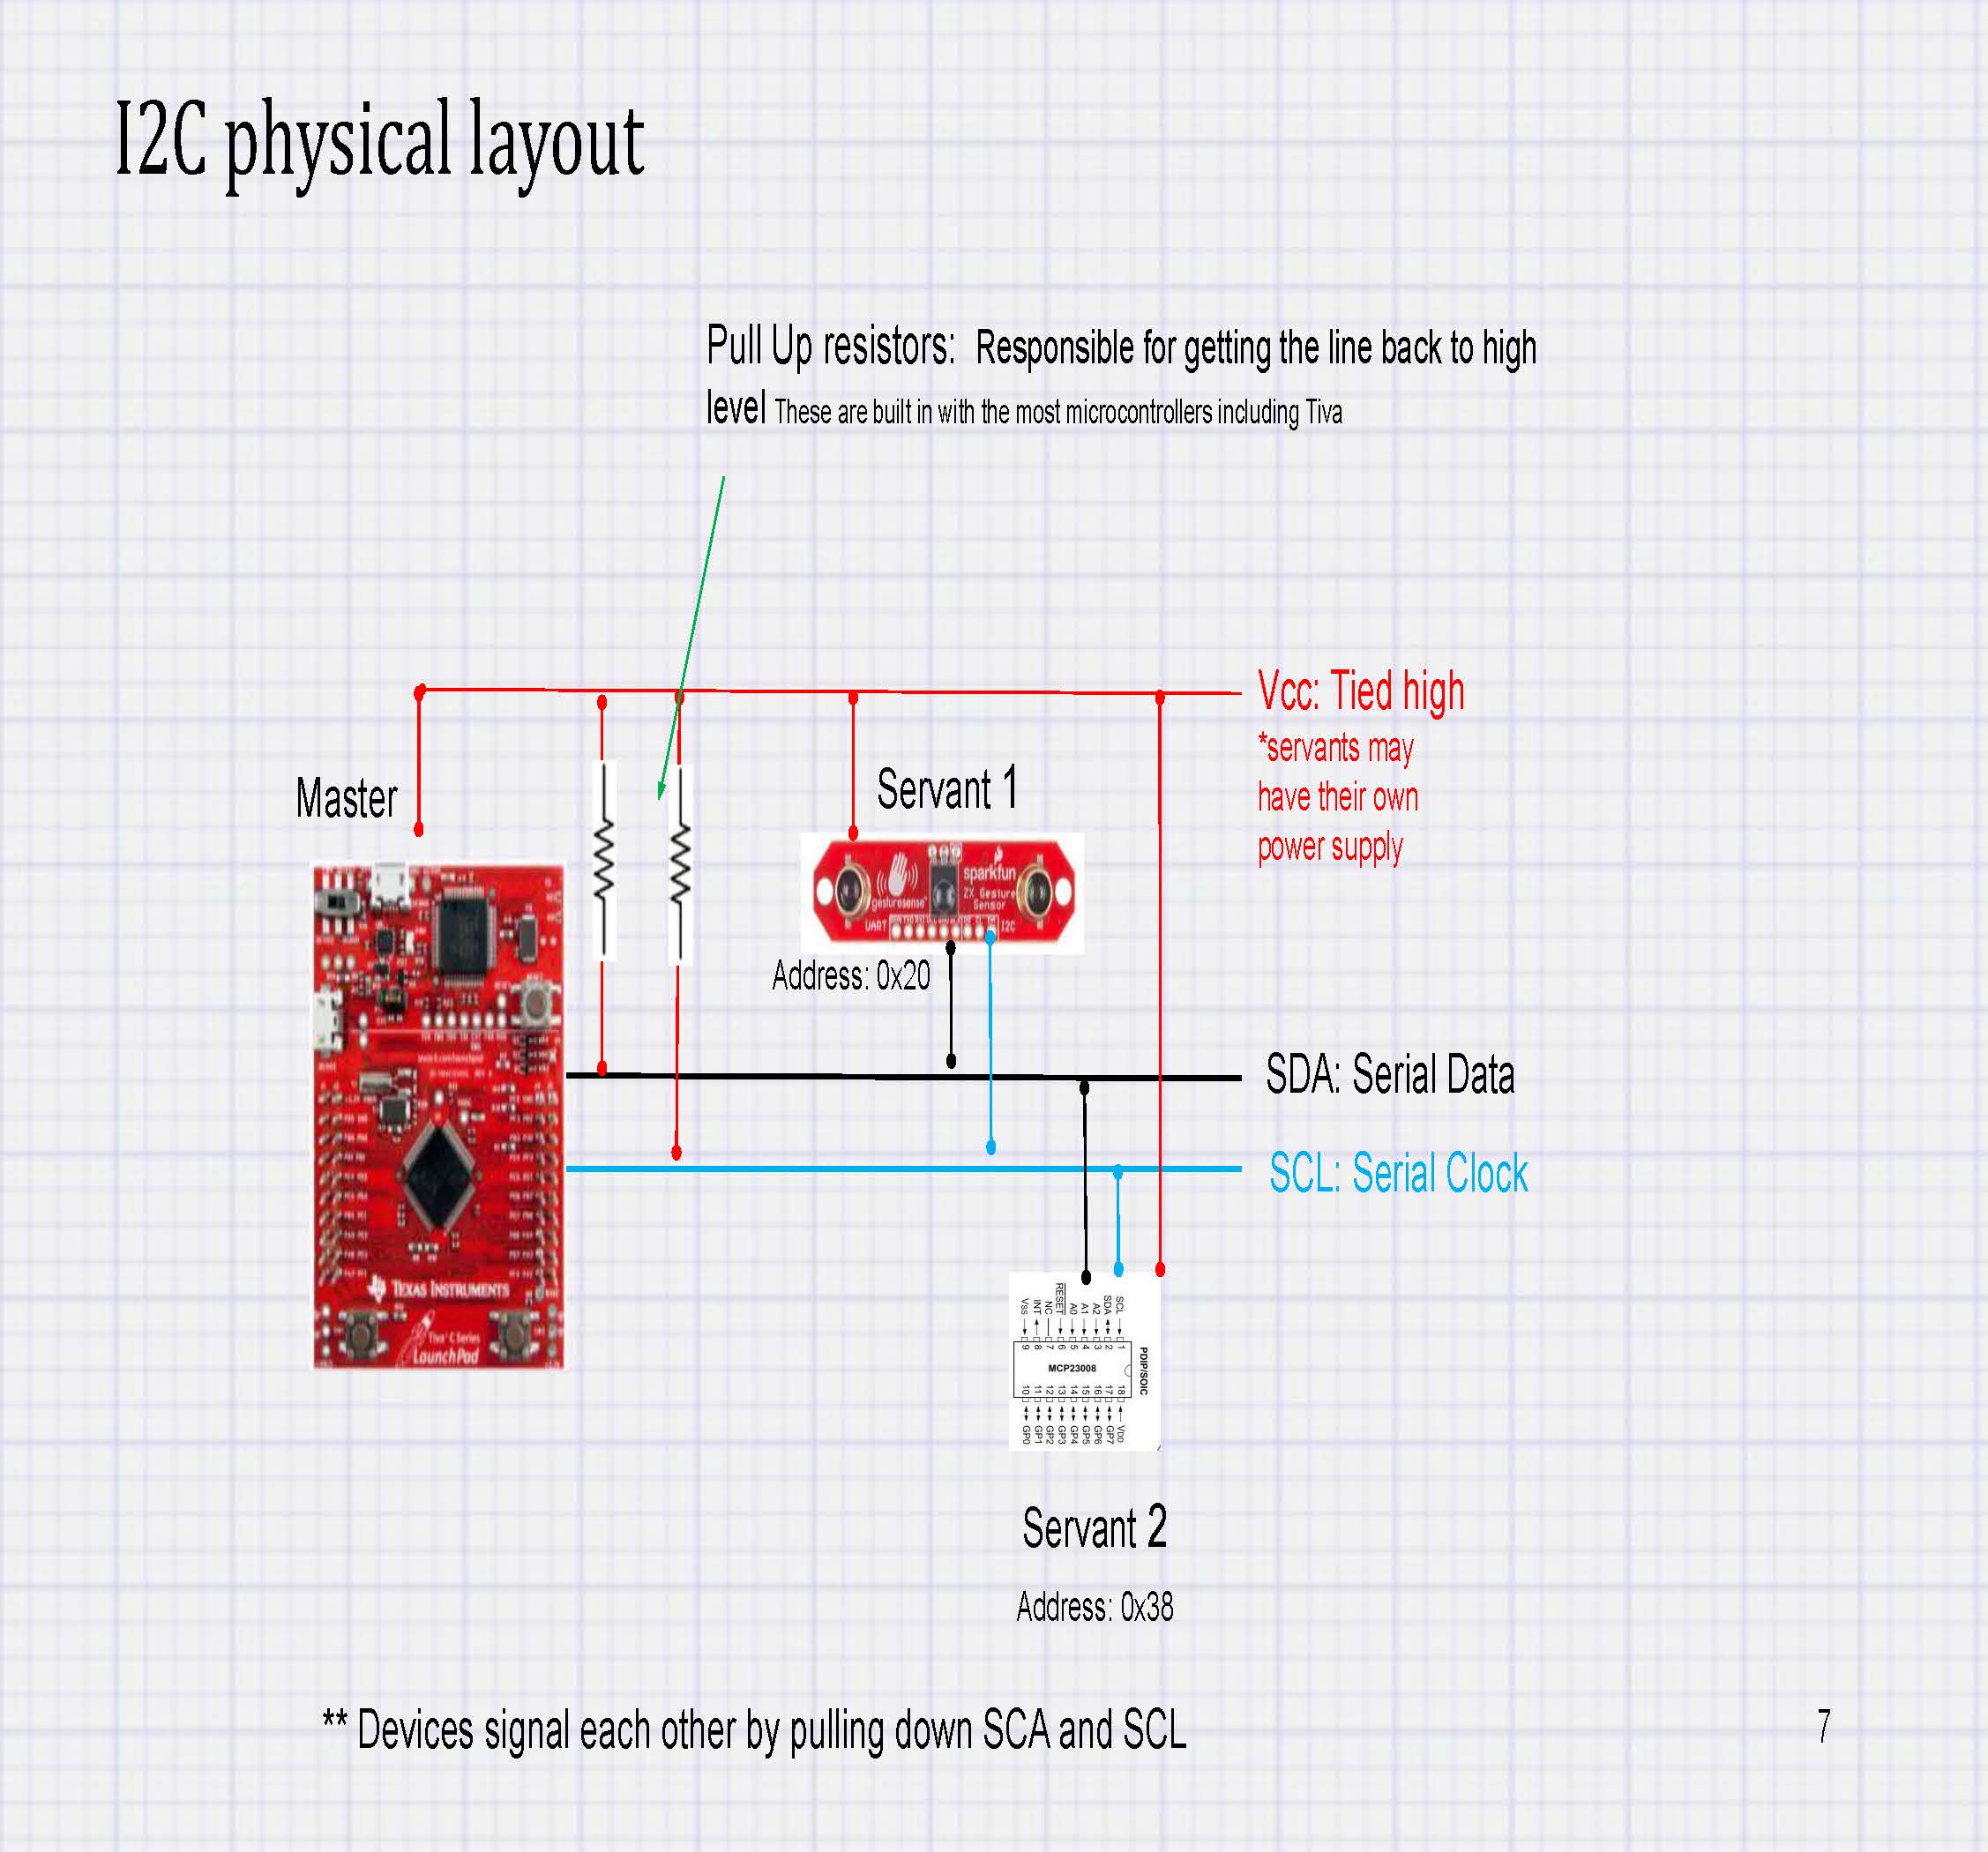 I2C physical layout
Pull Up resistors: Responsible for getting the line back to high
level These are built in with the most microcontrollers including Tiva
Vcc: Tied high
*servants may
have their own
power supply
Master
Servant 1
gesturesense
sparkfun
ZX Gesture
Sensor
UART
I2C
Address: 0x20
SDA: Serial Data
SCL: Serial Clock
TEXAS INSTRUMENTS
Tiva C Series
LaunchPad
SCL
SDA
A2
A1
A0
RESET
NC
INT
VSS
1
2
3
4
5
6
7
8
9
PDIP/SOIC
MCP23008
18
17
16
15
14
13
12
11
10
VDD
GP7
GP6
GP5
GP4
GP3
GP2
GP1
GP0
Servant 2
Address: 0x38
** Devices signal each other by pulling down SCA and SCL
7